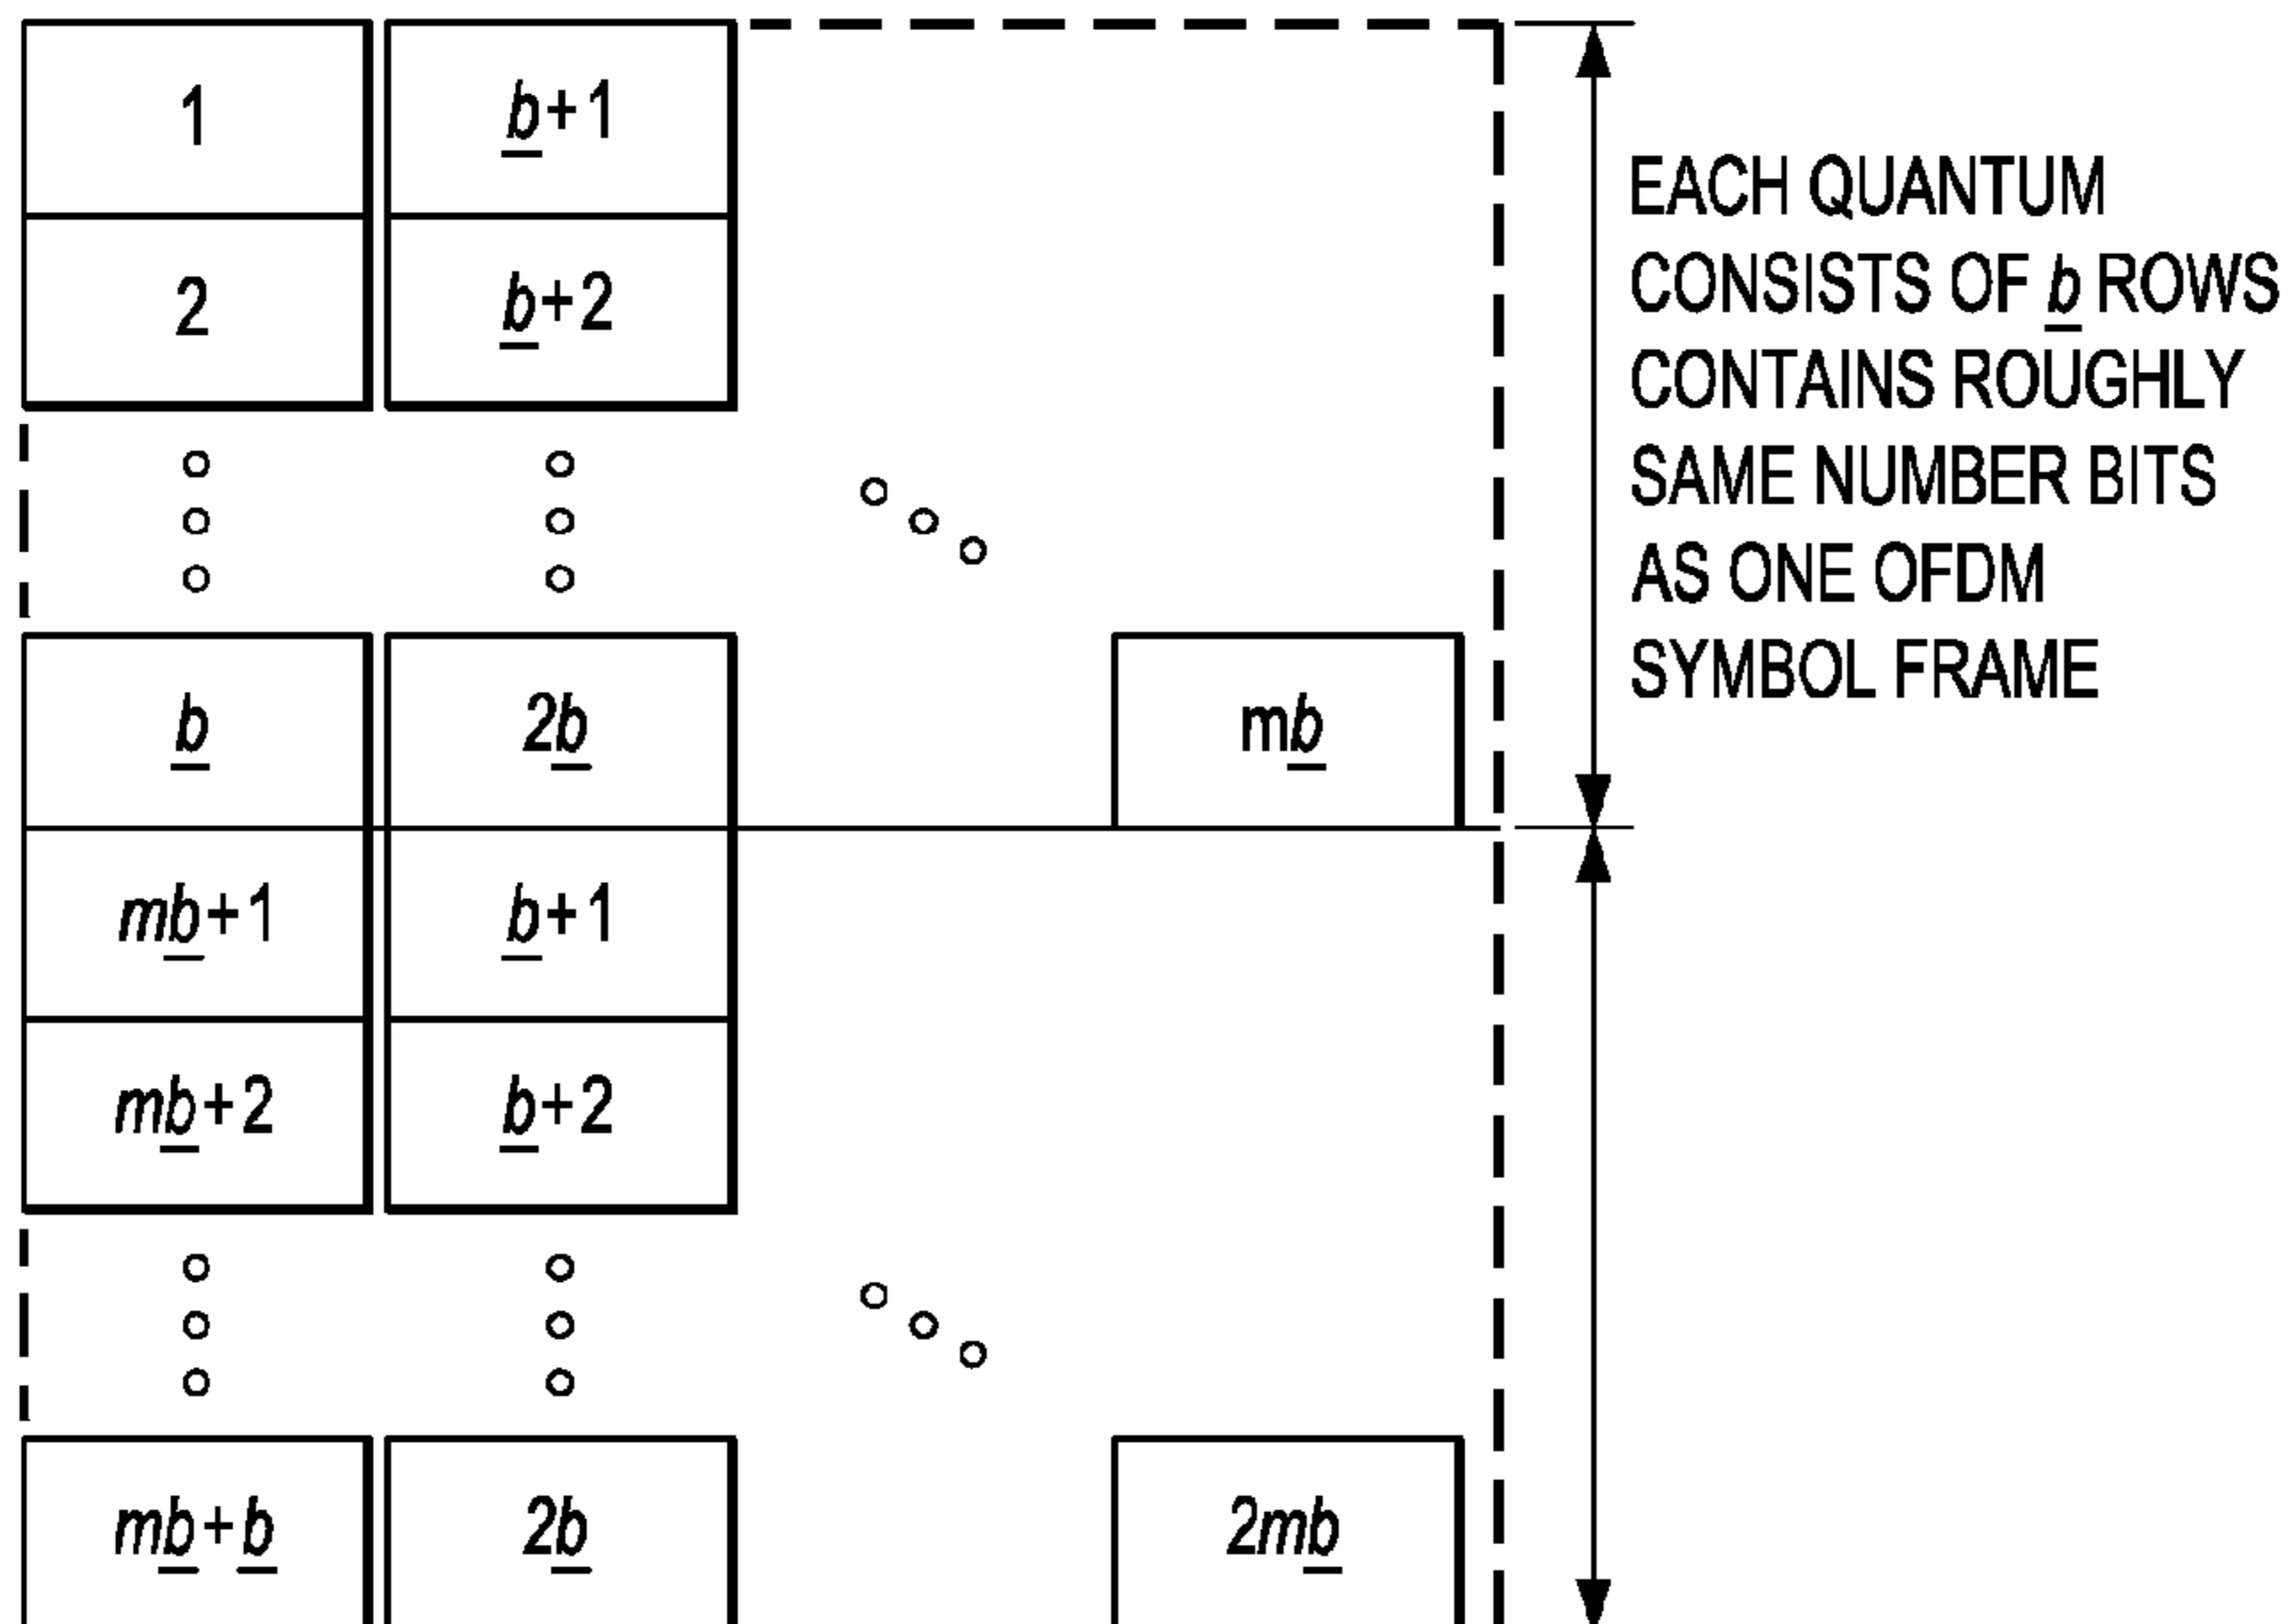 1 b+1
2 b+2
EACH QUANTUM
CONSISTS OF b ROWS
CONTAINS ROUGHLY
SAME NUMBER BITS
AS ONE OFDM
SYMBOL FRAME
b 2b mb
mb+1 b+1
mb+2 b+2
mb+b 2b 2mb